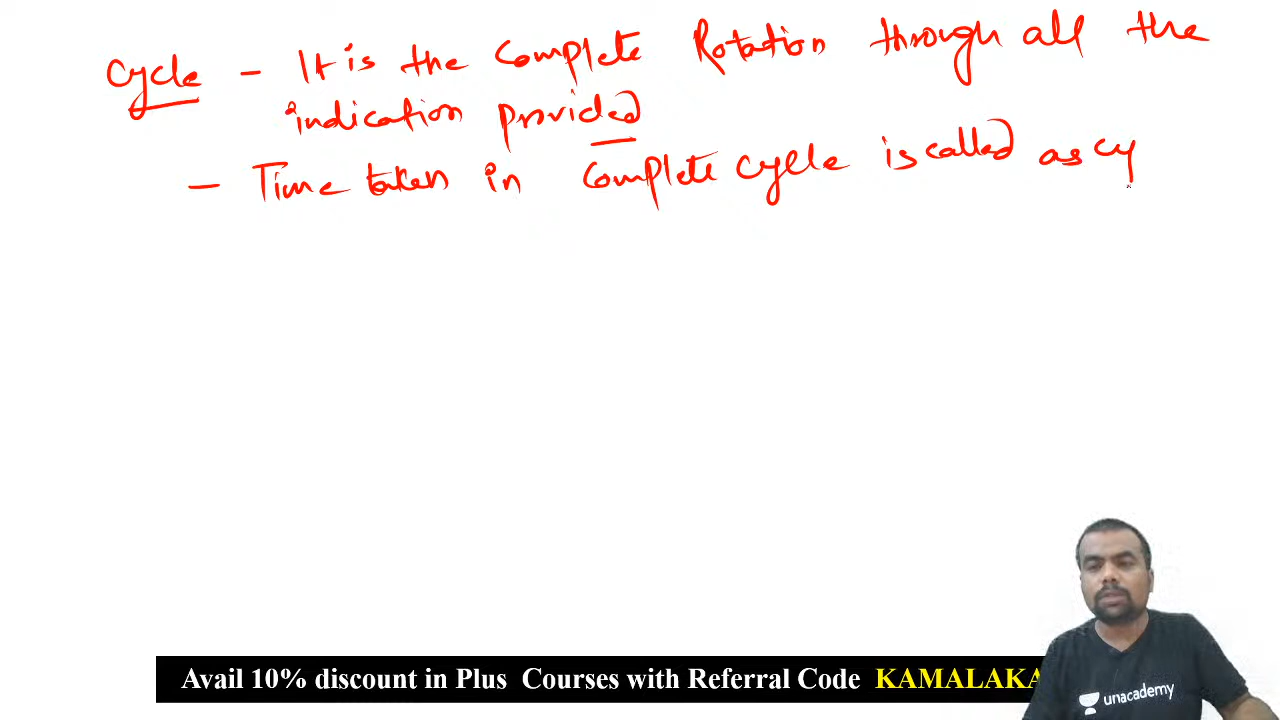 Cycle - It is the Complete Rotation through all the
indication provided
- Time taken in Complete cycle is called as cy
Avail 10% discount in Plus Courses with Referral Code KAMALAKA
unacademy